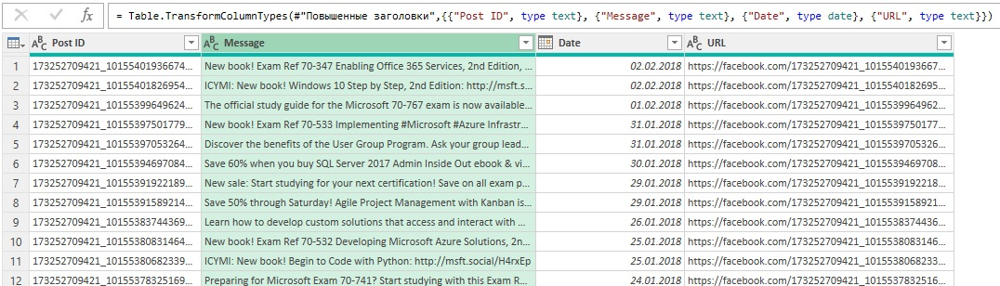 fx = Table.TransformColumnTypes(#"Повышенные заголовки",{{"Post ID", type text}, {"Message", type text}, {"Date", type date}, {"URL", type text}})
ABC Post ID ABC Message Date ABC URL
1 173252709421_10155401936674... New book! Exam Ref 70-347 Enabling Office 365 Services, 2nd Edition, ... 02.02.2018 https://facebook.com/173252709421_1015540193667...
2 173252709421_10155401826954... ICYMI: New book! Windows 10 Step by Step, 2nd Edition: http://msft.s... 02.02.2018 https://facebook.com/173252709421_1015540182695...
3 173252709421_10155399649624... The official study guide for the Microsoft 70-767 exam is now available... 01.02.2018 https://facebook.com/173252709421_1015539964962...
4 173252709421_10155397501779... New book! Exam Ref 70-533 Implementing #Microsoft #Azure Infrastr... 31.01.2018 https://facebook.com/173252709421_1015539750177...
5 173252709421_10155397053264... Discover the benefits of the User Group Program. Ask your group lead... 31.01.2018 https://facebook.com/173252709421_1015539705326...
6 173252709421_10155394697084... Save 60% when you buy SQL Server 2017 Admin Inside Out ebook & vi... 30.01.2018 https://facebook.com/173252709421_1015539469708...
7 173252709421_10155391922189... New sale: Start studying for your next certification! Save on all exam p... 29.01.2018 https://facebook.com/173252709421_1015539192218...
8 173252709421_10155391589214... Save 50% through Saturday! Agile Project Management with Kanban is... 29.01.2018 https://facebook.com/173252709421_1015539158921...
9 173252709421_10155383744369... Learn how to develop custom solutions that access and interact with ... 26.01.2018 https://facebook.com/173252709421_1015538374436...
10 173252709421_10155380831464... New book! Exam Ref 70-532 Developing Microsoft Azure Solutions, 2n... 25.01.2018 https://facebook.com/173252709421_1015538083146...
11 173252709421_10155380682339... ICYMI: New book! Begin to Code with Python: http://msft.social/H4rxEp 25.01.2018 https://facebook.com/173252709421_1015538068233...
12 173252709421_10155378325169... Preparing for Microsoft Exam 70-741? Start studying with this Exam R... 24.01.2018 https://facebook.com/173252709421_1015537832516...